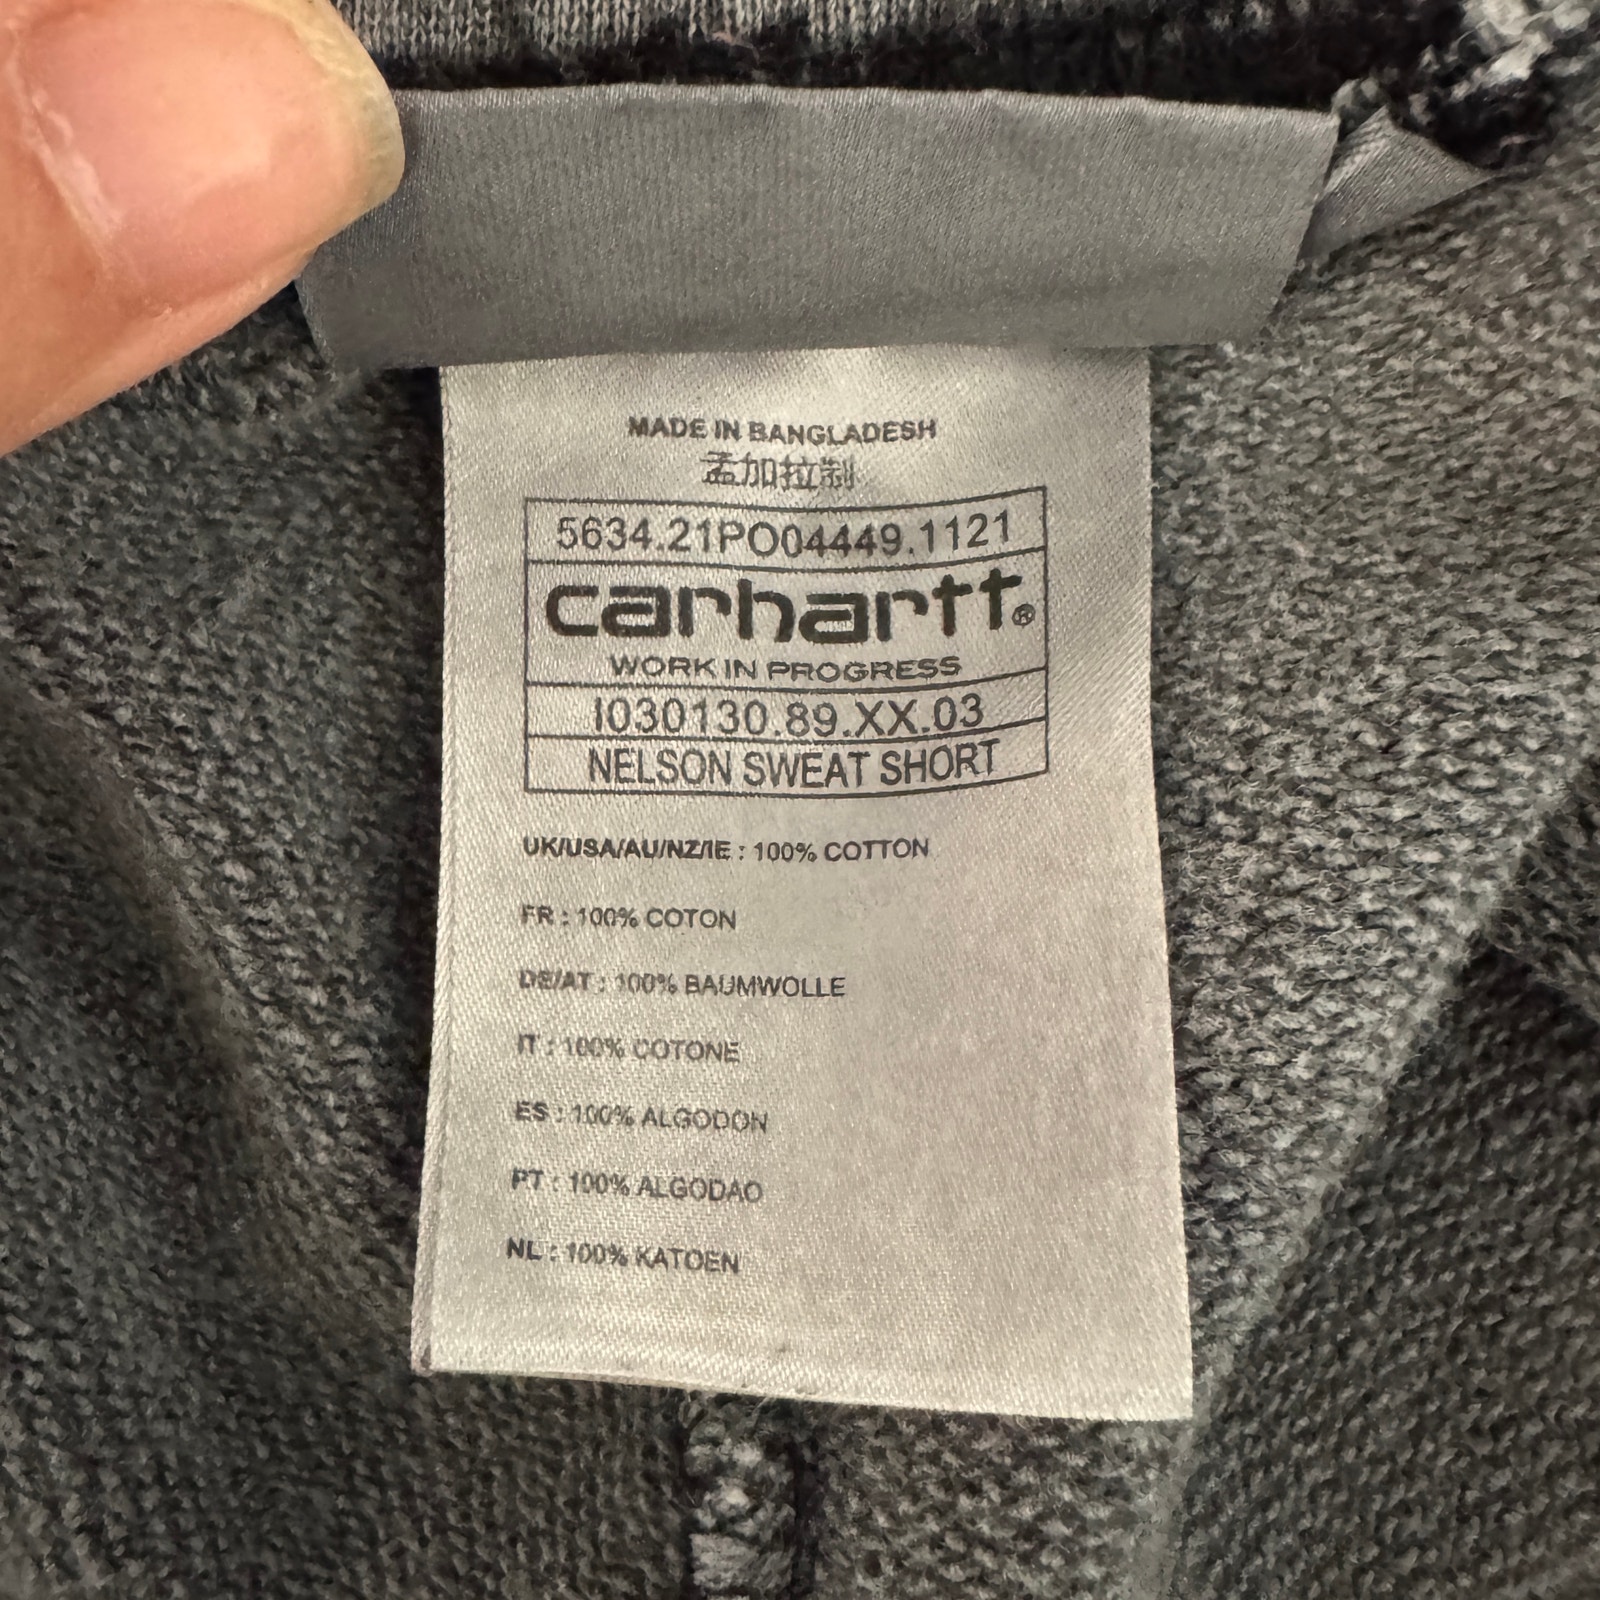 MADE IN BANGLADESH
孟加拉制
5634.21PO04449.1121
carhartt®
WORK IN PROGRESS
I030130.89.XX.03
NELSON SWEAT SHORT
UK/USA/AU/NZ/IE : 100% COTTON
FR : 100% COTON
DE/AT : 100% BAUMWOLLE
IT : 100% COTONE
ES : 100% ALGODON
PT : 100% ALGODAO
NL : 100% KATOEN